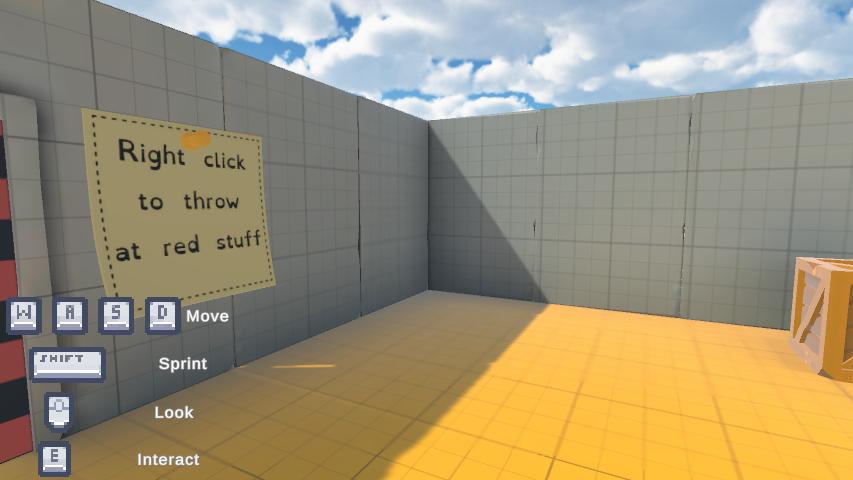 Right click
to throw
at red stuff
W A S D Move
SHIFT Sprint
Look
E Interact